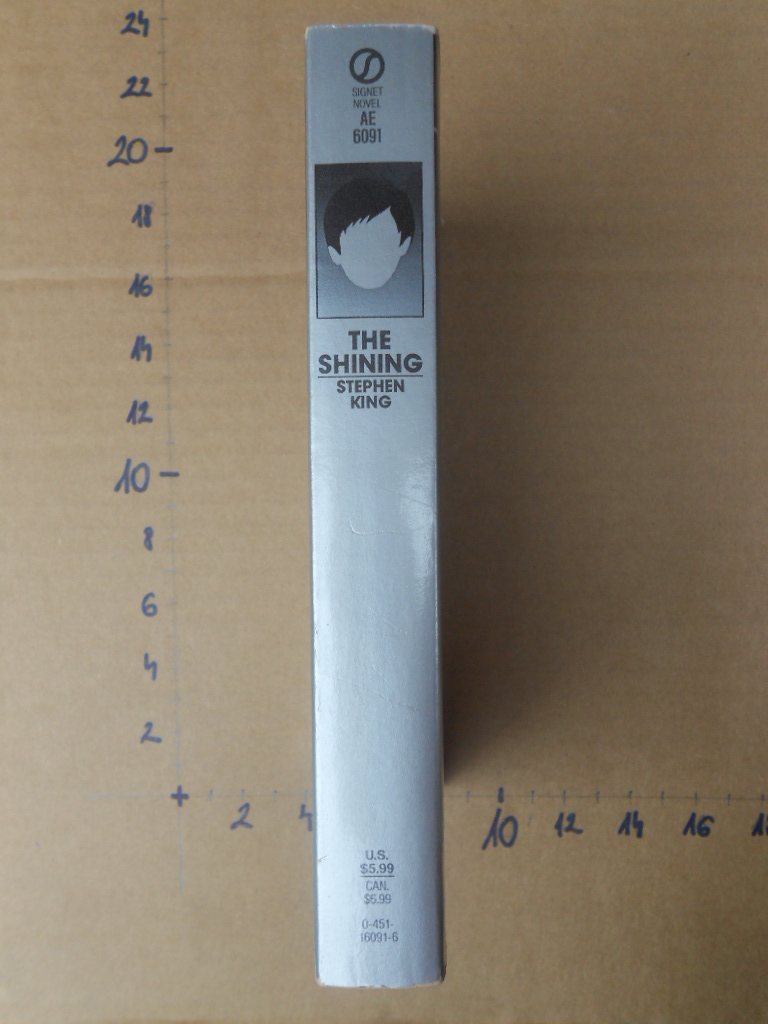 24
22
20
18
16
14
12
10
8
6
4
2
SIGNET
NOVEL
AE
6091
THE
SHINING
STEPHEN
KING
2 4 10 12 14 16
U.S.
$5.99
CAN.
$6.99
0-451-
16091-6